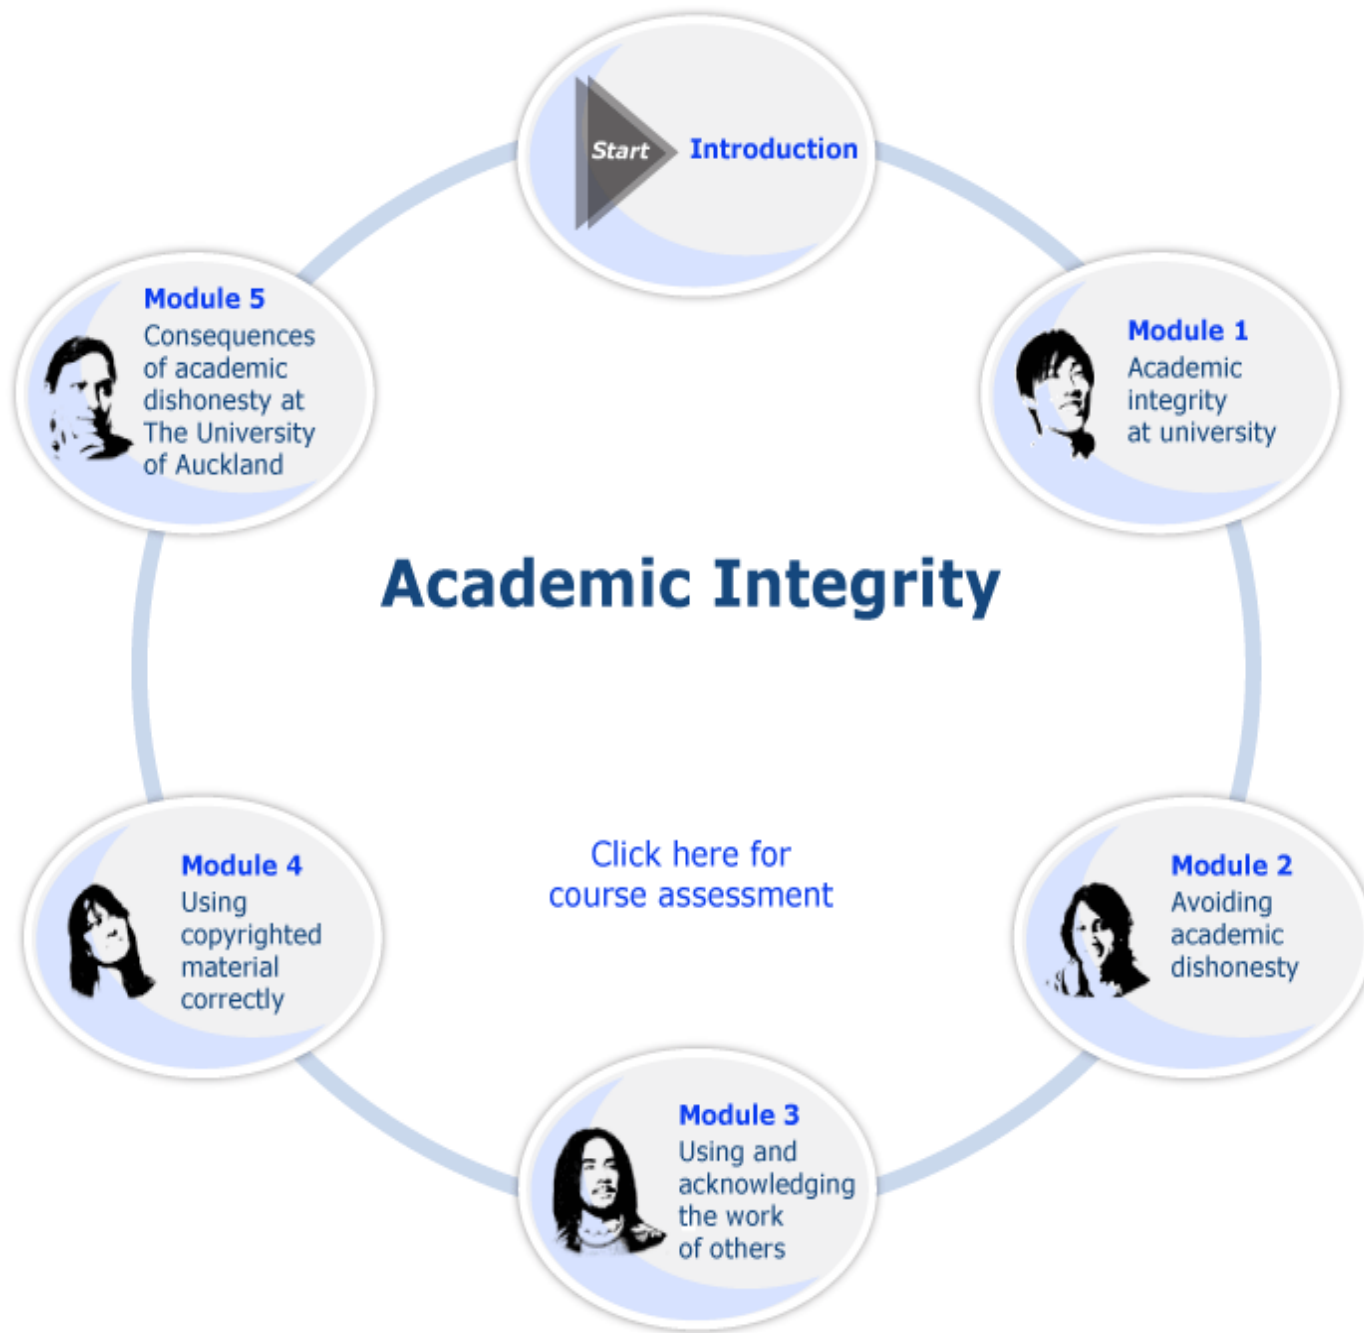 Start
Introduction
Module 1
Academic
integrity
at university
Module 2
Avoiding
academic
dishonesty
Module 3
Using and
acknowledging
the work
of others
Module 4
Using
copyrighted
material
correctly
Module 5
Consequences
of academic
dishonesty at
The University
of Auckland
Academic Integrity
Click here for
course assessment